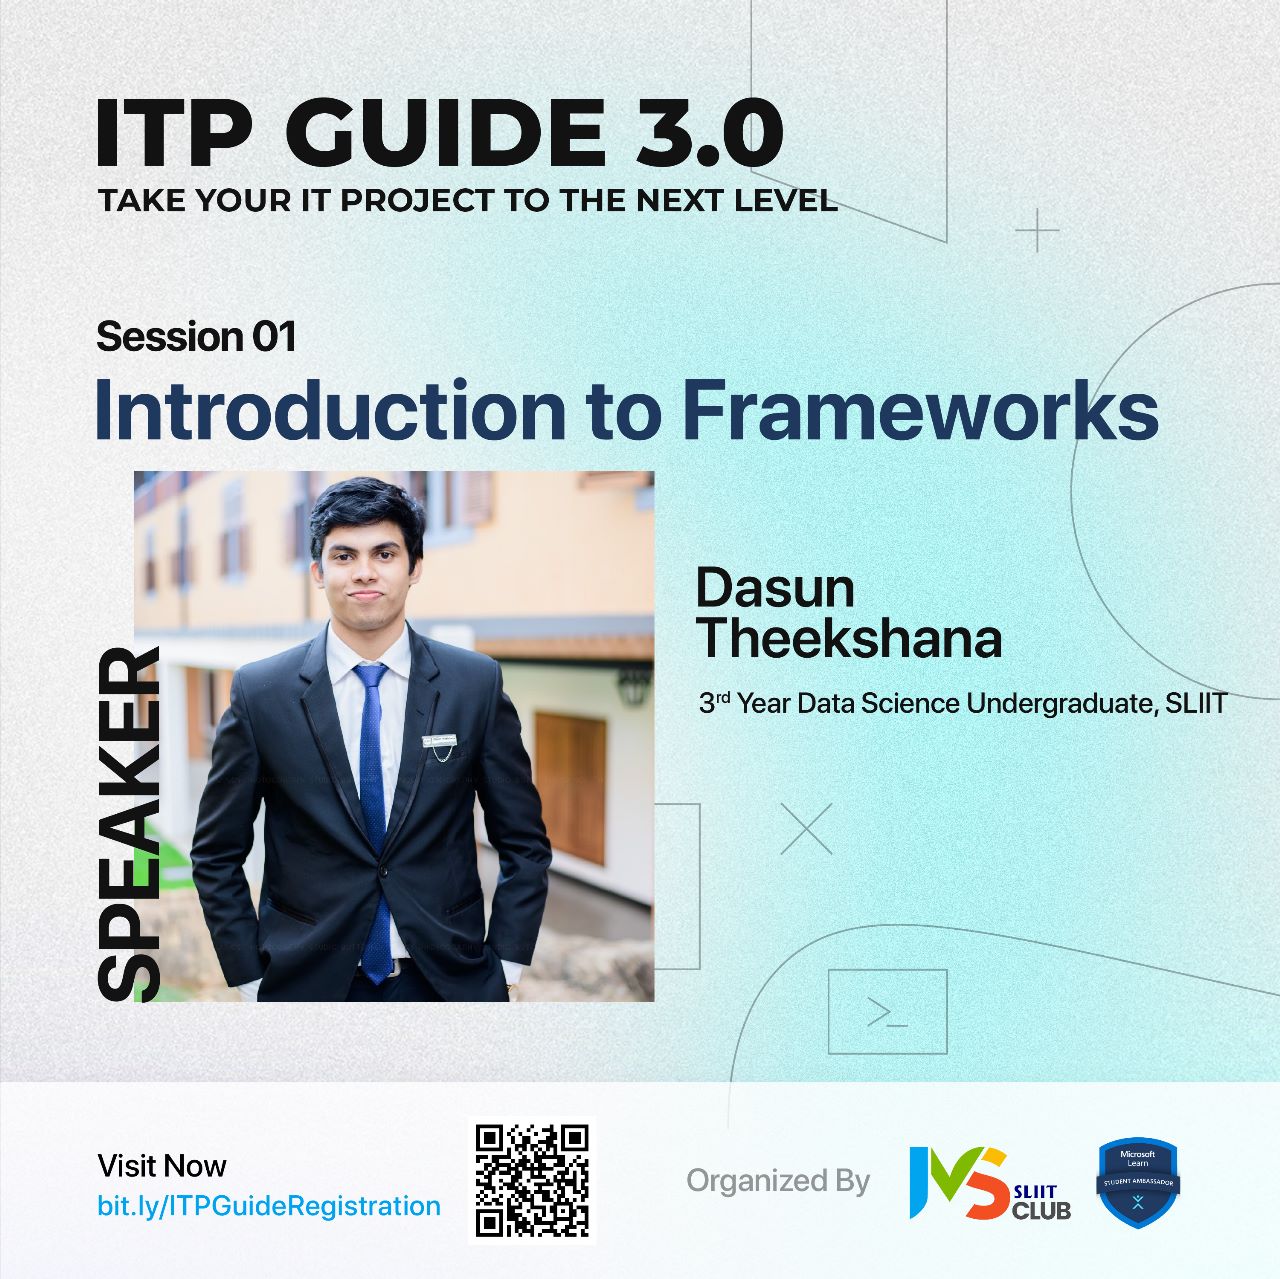 ITP GUIDE 3.0
TAKE YOUR IT PROJECT TO THE NEXT LEVEL
Session 01
Introduction to Frameworks
SPEAKER
Dasun
Theekshana
3rd Year Data Science Undergraduate, SLIIT
>_
Visit Now
bit.ly/ITPGuideRegistration
Organized By
MS
SLIIT
CLUB
Microsoft
Learn
STUDENT AMBASSADOR